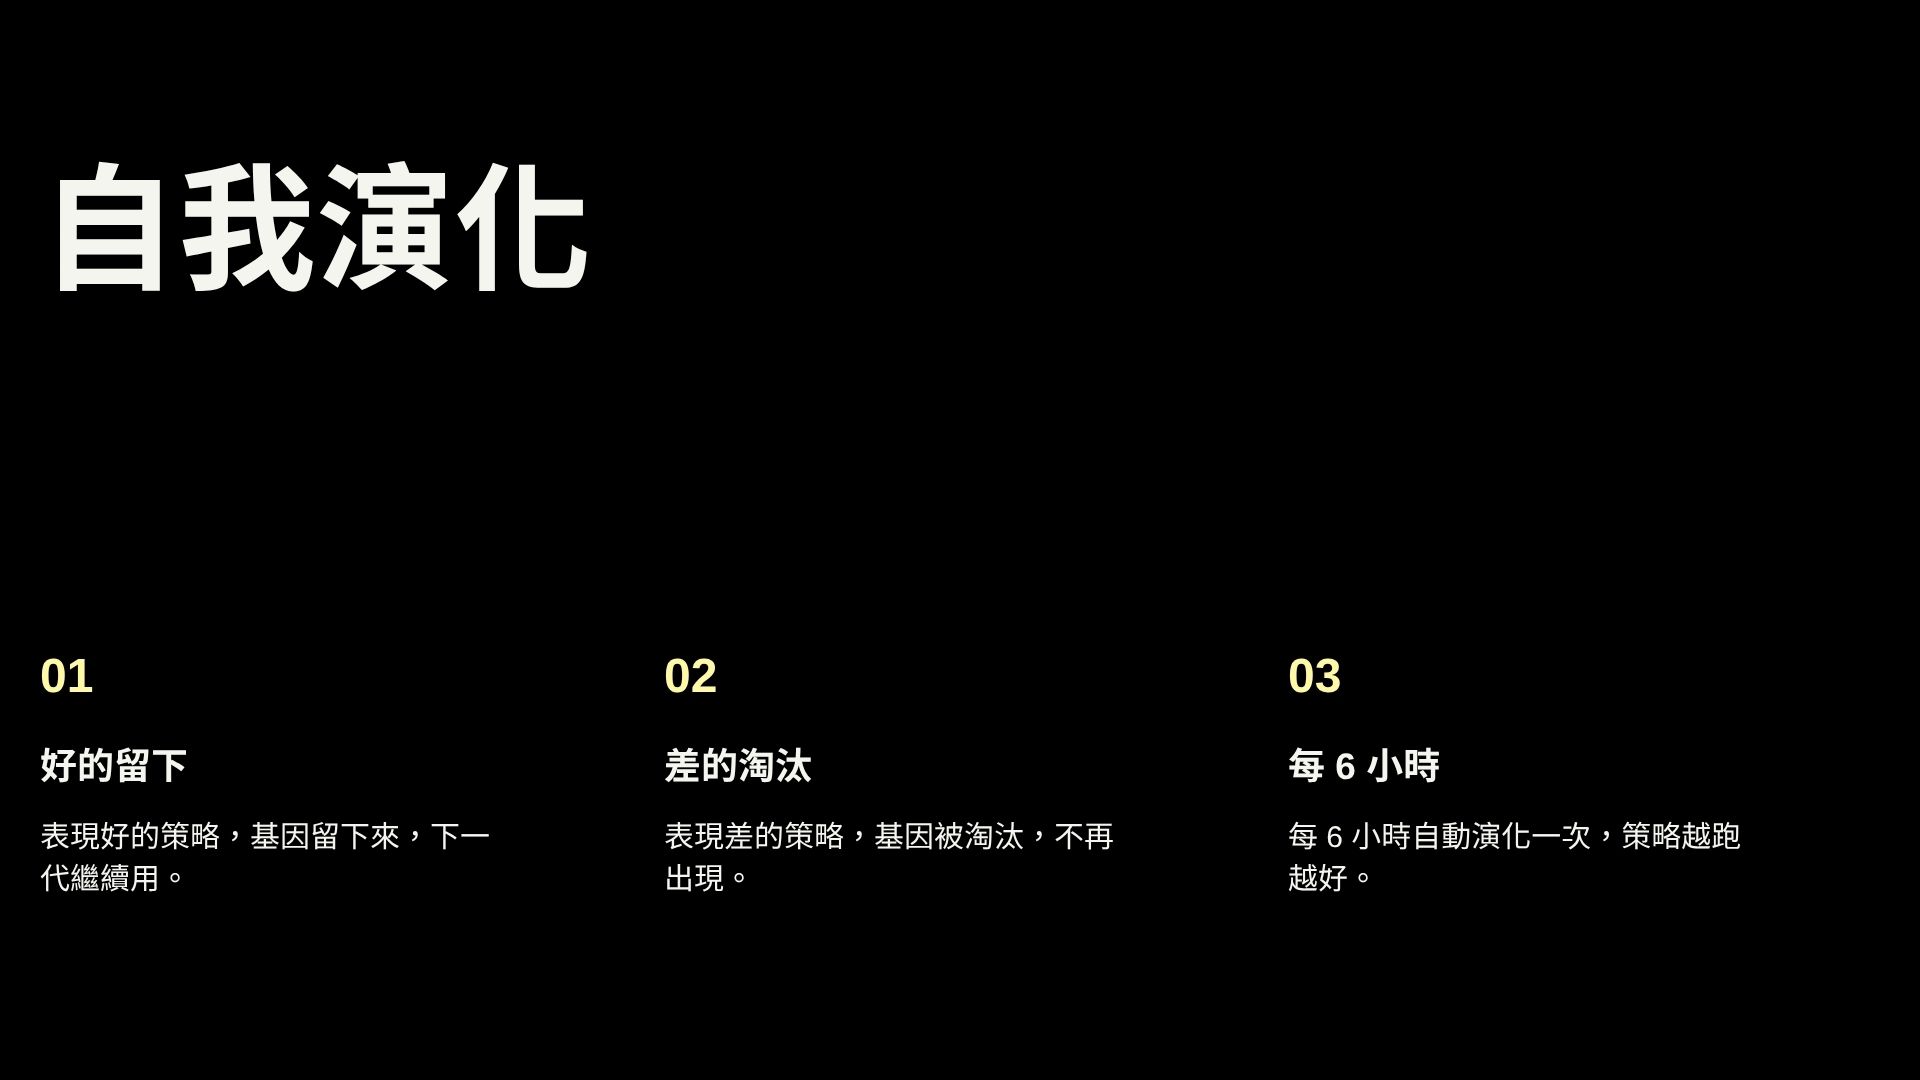 自我演化
01
好的留下
表現好的策略，基因留下來，下一
代繼續用。
02
差的淘汰
表現差的策略，基因被淘汰，不再
出現。
03
每 6 小時
每 6 小時自動演化一次，策略越跑
越好。